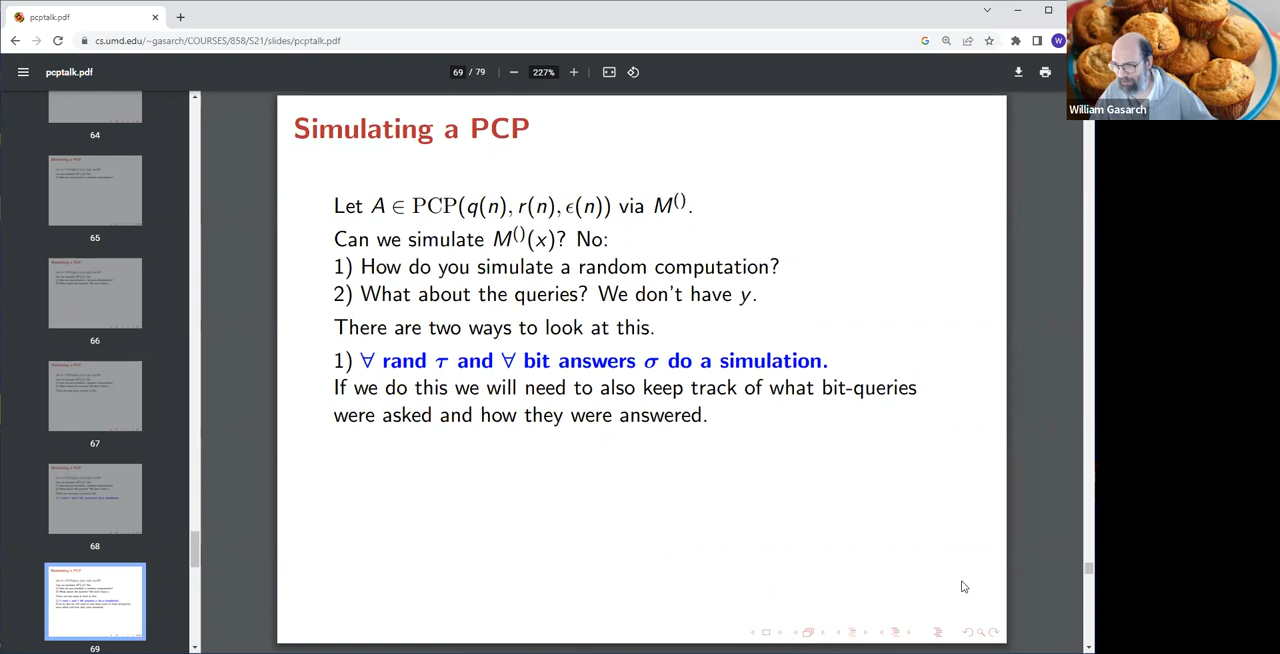 pcptalk.pdf
cs.umd.edu/~gasarch/COURSES/858/S21/slides/pcptalk.pdf
W
pcptalk.pdf
69 / 79
227%
William Gasarch
64
65
66
67
68
69
Simulating a PCP
Let A ∈ PCP(q(n), r(n), ϵ(n)) via M⁽⁾.
Can we simulate M⁽⁾(x)? No:
1) How do you simulate a random computation?
2) What about the queries? We don't have y.
There are two ways to look at this.
1) ∀ rand τ and ∀ bit answers σ do a simulation.
If we do this we will need to also keep track of what bit-queries
were asked and how they were answered.